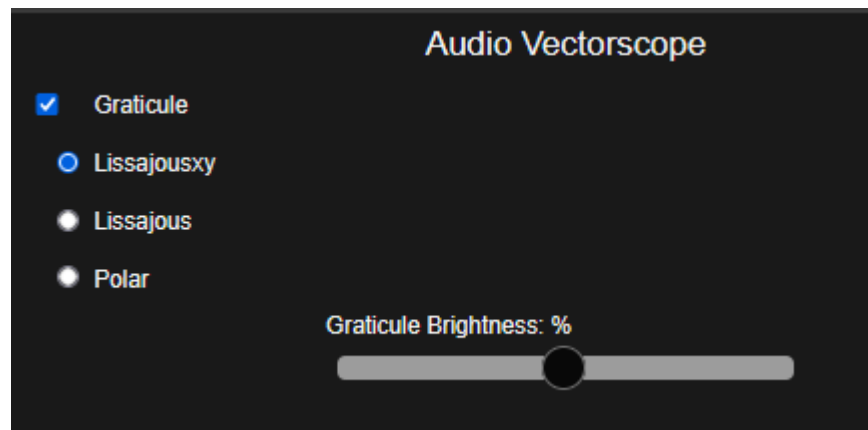 Audio Vectorscope
Graticule
Lissajousxy
Lissajous
Polar
Graticule Brightness: %